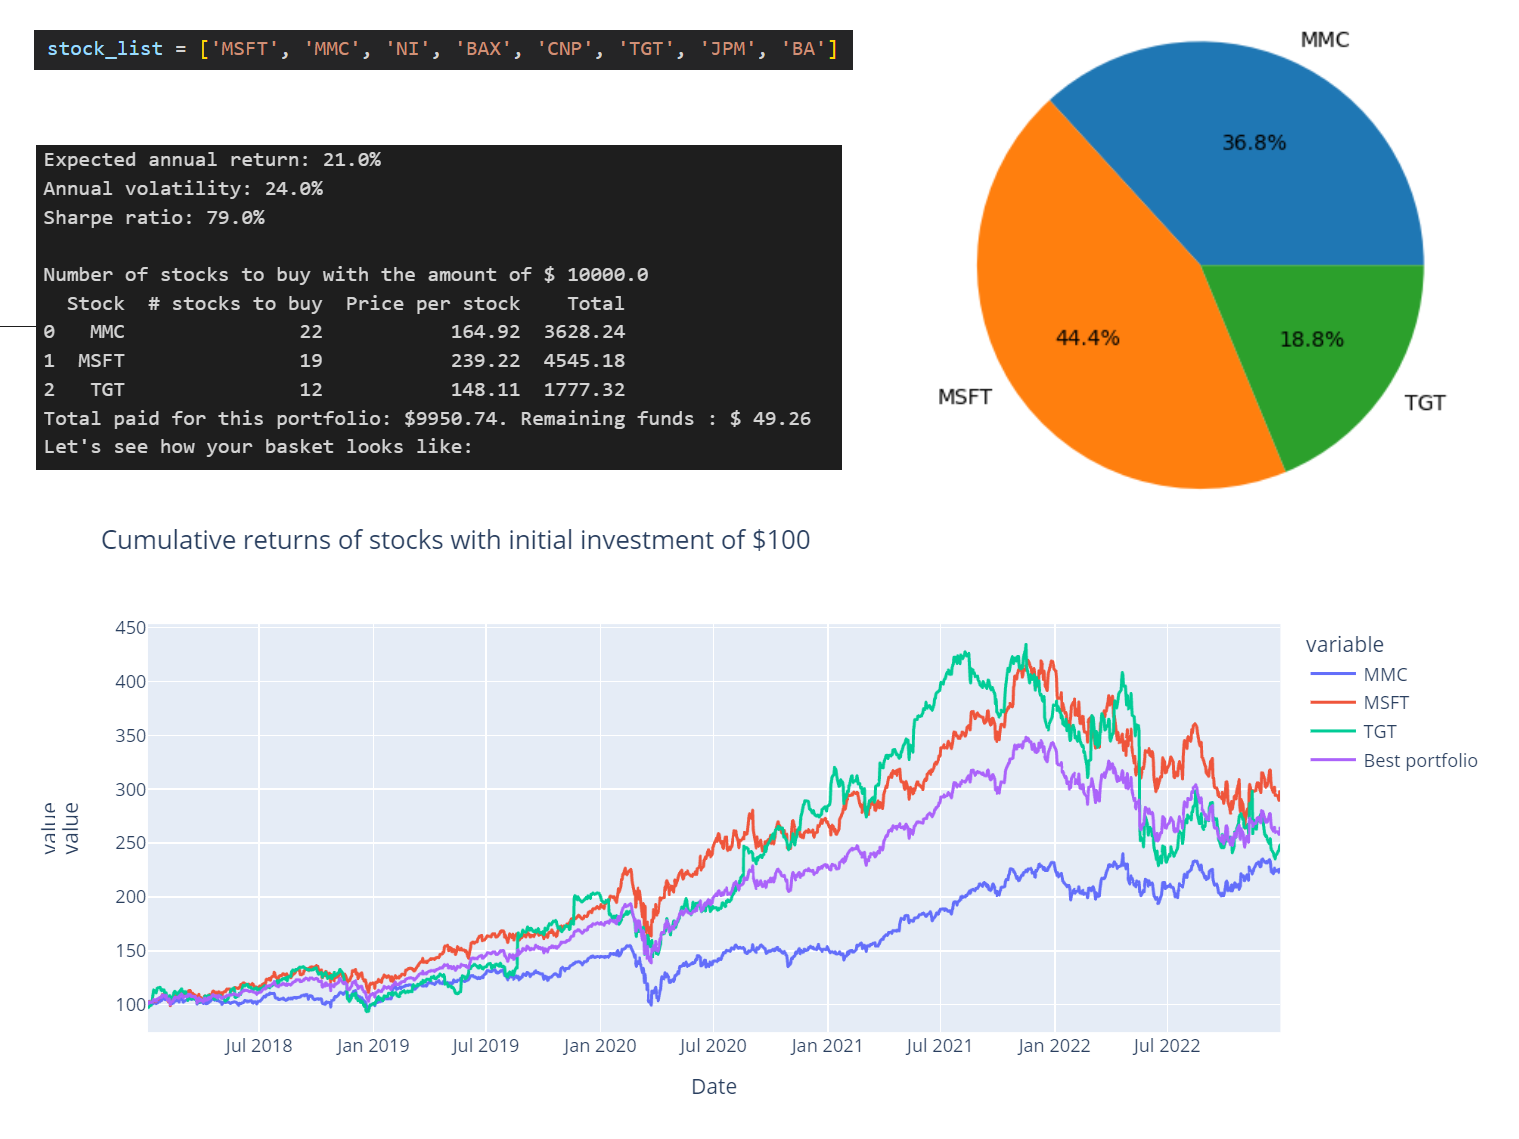 stock_list = ['MSFT', 'MMC', 'NI', 'BAX', 'CNP', 'TGT', 'JPM', 'BA']
Expected annual return: 21.0%
Annual volatility: 24.0%
Sharpe ratio: 79.0%
Number of stocks to buy with the amount of $ 10000.0
Stock # stocks to buy Price per stock Total
0 MMC 22 164.92 3628.24
1 MSFT 19 239.22 4545.18
2 TGT 12 148.11 1777.32
Total paid for this portfolio: $9950.74. Remaining funds : $ 49.26
Let's see how your basket looks like:
MMC
36.8%
44.4%
18.8%
MSFT
TGT
Cumulative returns of stocks with initial investment of $100
450
400
350
300
250
200
150
100
value
value
Jul 2018 Jan 2019 Jul 2019 Jan 2020 Jul 2020 Jan 2021 Jul 2021 Jan 2022 Jul 2022
Date
variable
MMC
MSFT
TGT
Best portfolio